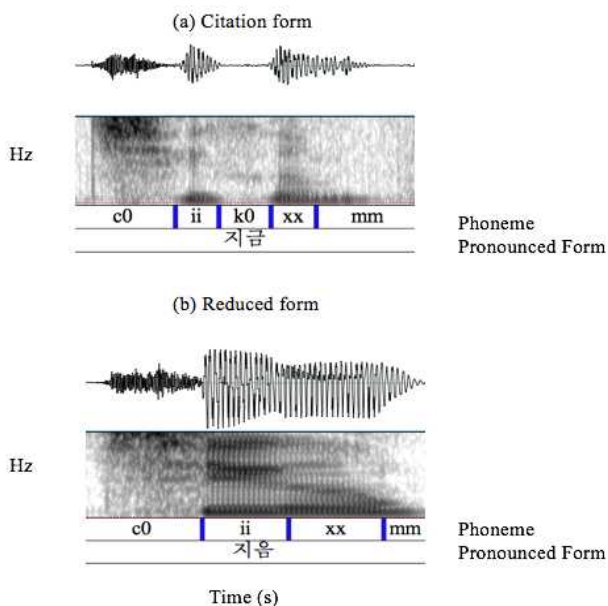 (a) Citation form
Hz
c0 ii k0 xx mm Phoneme
지금 Pronounced Form
(b) Reduced form
Hz
c0 ii xx mm Phoneme
지음 Pronounced Form
Time (s)